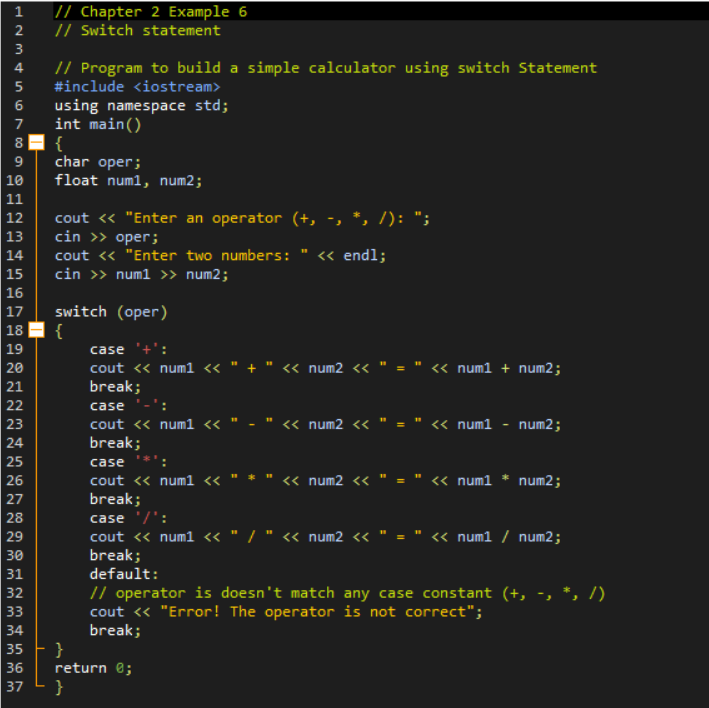 1 // Chapter 2 Example 6
2 // Switch statement
3
4 // Program to build a simple calculator using switch Statement
5 #include <iostream>
6 using namespace std;
7 int main()
8 {
9 char oper;
10 float num1, num2;
11
12 cout << "Enter an operator (+, -, *, /): ";
13 cin >> oper;
14 cout << "Enter two numbers: " << endl;
15 cin >> num1 >> num2;
16
17 switch (oper)
18 {
19 case '+':
20 cout << num1 << " + " << num2 << " = " << num1 + num2;
21 break;
22 case '-':
23 cout << num1 << " - " << num2 << " = " << num1 - num2;
24 break;
25 case '*':
26 cout << num1 << " * " << num2 << " = " << num1 * num2;
27 break;
28 case '/':
29 cout << num1 << " / " << num2 << " = " << num1 / num2;
30 break;
31 default:
32 // operator is doesn't match any case constant (+, -, *, /)
33 cout << "Error! The operator is not correct";
34 break;
35 }
36 return 0;
37 }